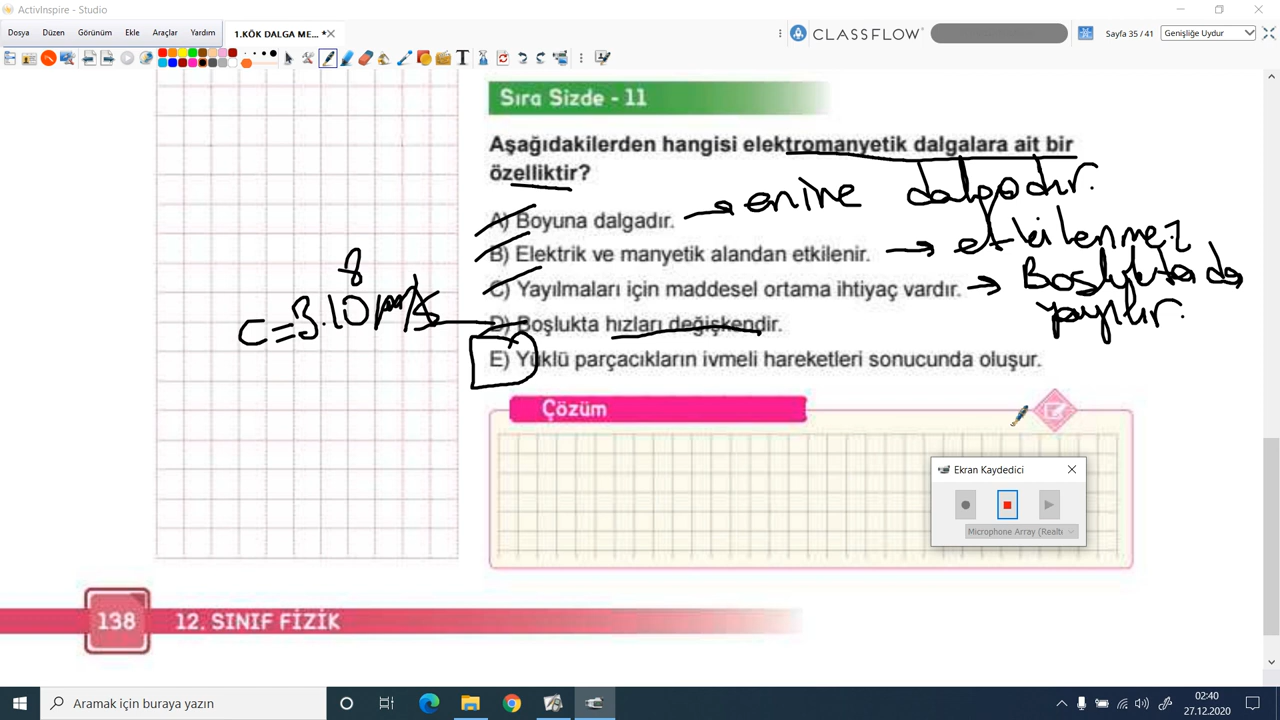 ActivInspire - Studio
Dosya Düzen Görünüm Ekle Araçlar Yardım
1.KÖK DALGA ME... *
CLASSFLOW
Sayfa 35 / 41
Genişliğe Uydur
Sıra Sizde - 11
Aşağıdakilerden hangisi elektromanyetik dalgalara ait bir
özelliktir?
A) Boyuna dalgadır. → enine dalgadır.
B) Elektrik ve manyetik alandan etkilenir. → etkilenmez.
C) Yayılmaları için maddesel ortama ihtiyaç vardır. → Boşlukta da
yayılır.
c=3.10⁸ m/s
D) Boşlukta hızları değişkendir.
E) Yüklü parçacıkların ivmeli hareketleri sonucunda oluşur.
Çözüm
Ekran Kaydedici
Microphone Array (Realte
138 12. SINIF FİZİK
Aramak için buraya yazın
02:40
27.12.2020